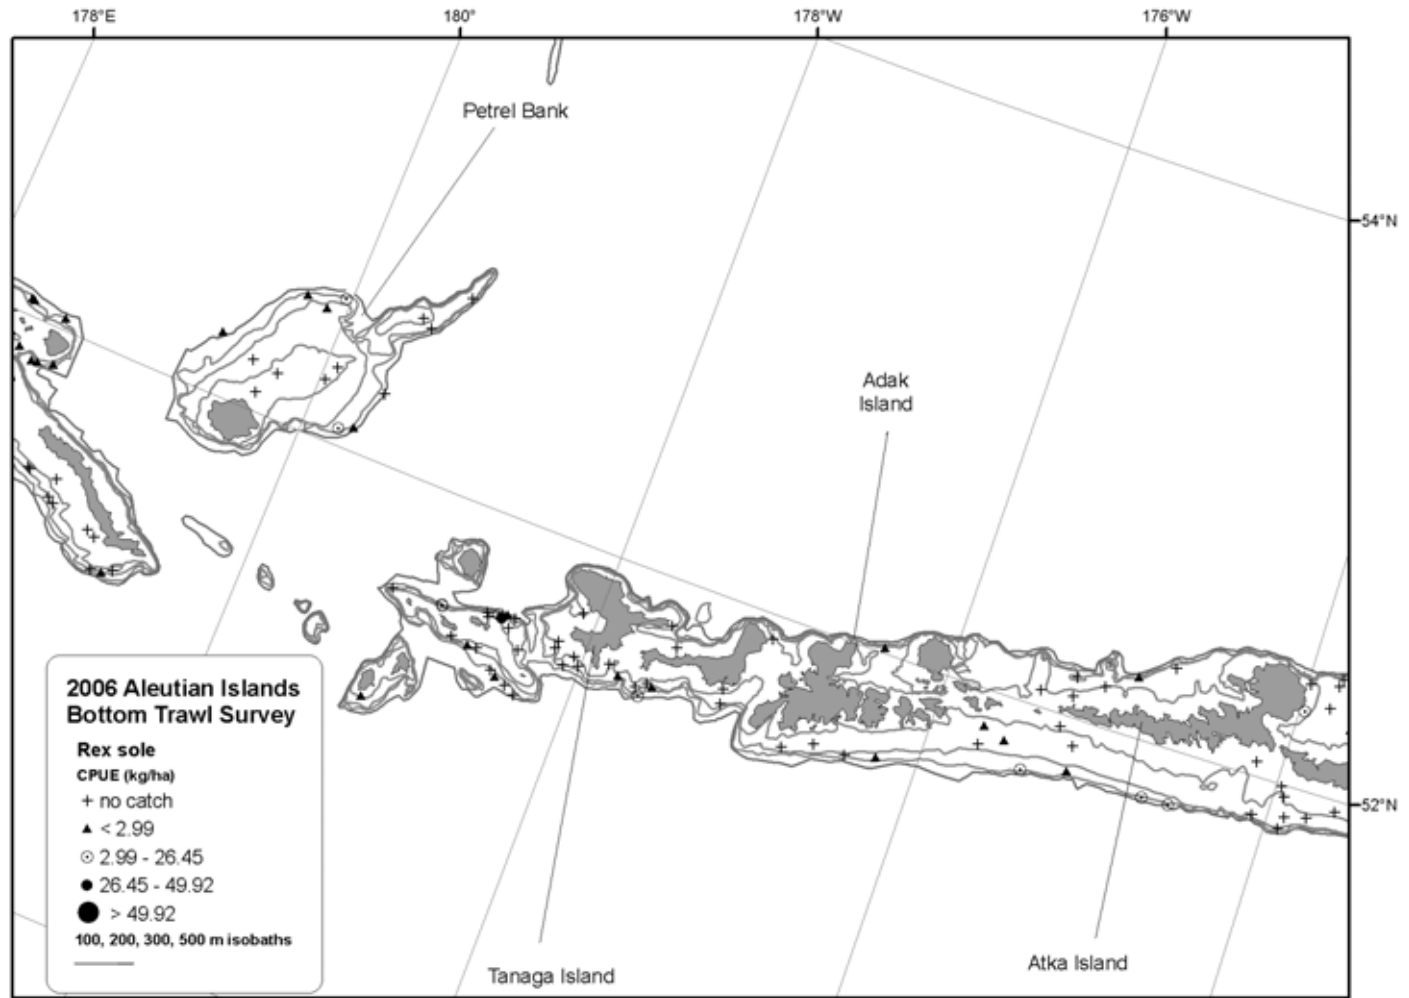 178°E
180°
178°W
176°W
Petrel Bank
54°N
Adak
Island
2006 Aleutian Islands
Bottom Trawl Survey
Rex sole
CPUE (kg/ha)
+ no catch
▲ < 2.99
⊙ 2.99 - 26.45
● 26.45 - 49.92
● > 49.92
100, 200, 300, 500 m isobaths
52°N
Tanaga Island
Atka Island